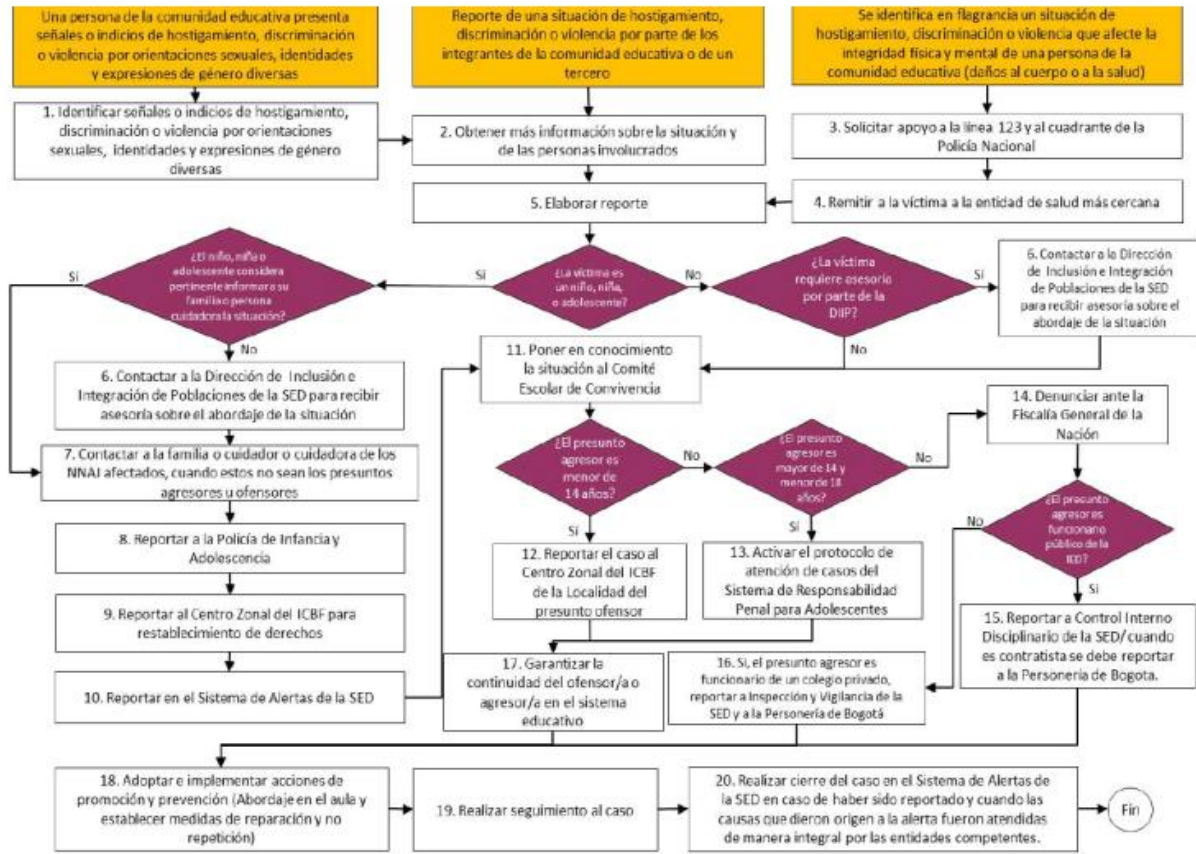 Una persona de la comunidad educativa presenta
señales o indicios de hostigamiento, discriminación
o violencia por orientaciones sexuales, identidades
y expresiones de género diversas
Reporte de una situación de hostigamiento,
discriminación o violencia por parte de los
integrantes de la comunidad educativa o de un
tercero
Se identifica en flagrancia un situación de
hostigamiento, discriminación o violencia que afecte la
integridad física y mental de una persona de la
comunidad educativa (daños al cuerpo o a la salud)
1. Identificar señales o indicios de hostigamiento,
discriminación o violencia por orientaciones
sexuales, identidades y expresiones de género
diversas
2. Obtener más información sobre la situación y
de las personas involucrados
3. Solicitar apoyo a la línea 123 y al cuadrante de la
Policía Nacional
5. Elaborar reporte
4. Remitir a la víctima a la entidad de salud más cercana
Sí
¿El niño, niña o
adolescente considera
pertinente informar a su
familia o persona
cuidadora la situación?
Sí
¿La víctima es
un niño, niña,
o adolescente?
No
¿La víctima
requiere asesoría
por parte de la
DIIP?
Sí
6. Contactar a la Dirección
de Inclusión e Integración
de Poblaciones de la SED
para recibir asesoría sobre el
abordaje de la situación
No
No
6. Contactar a la Dirección de Inclusión e
Integración de Poblaciones de la SED para recibir
asesoría sobre el abordaje de la situación
11. Poner en conocimiento
la situación al Comité
Escolar de Convivencia
14. Denunciar ante la
Fiscalía General de la
Nación
7. Contactar a la familia o cuidador o cuidadora de los
NNAJ afectados, cuando estos no sean los presuntos
agresores u ofensores
¿El presunto
agresor es
menor de
14 años?
No
¿El presunto
agresor es
mayor de 14 y
menor de 18
años?
No
¿El presunto
agresor es
funcionario
público de la
No
Sí
Sí
Sí
8. Reportar a la Policía de Infancia y
Adolescencia
12. Reportar el caso al
Centro Zonal del ICBF
de la Localidad del
presunto ofensor
13. Activar el protocolo de
atención de casos del
Sistema de Responsabilidad
Penal para Adolescentes
9. Reportar al Centro Zonal del ICBF para
restablecimiento de derechos
15. Reportar a Control Interno
Disciplinario de la SED/ cuando
es contratista se debe reportar
a la Personería de Bogota.
10. Reportar en el Sistema de Alertas de la SED
17. Garantizar la
continuidad del ofensor/a o
agresor/a en el sistema
educativo
16. Si, el presunto agresor es
funcionario de un colegio privado,
reportar a Inspección y Vigilancia de la
SED y a la Personería de Bogotá
18. Adoptar e implementar acciones de
promoción y prevención (Abordaje en el aula y
establecer medidas de reparación y no
repetición)
19. Realizar seguimiento al caso
20. Realizar cierre del caso en el Sistema de Alertas de
la SED en caso de haber sido reportado y cuando las
causas que dieron origen a la alerta fueron atendidas
de manera integral por las entidades competentes.
Fin